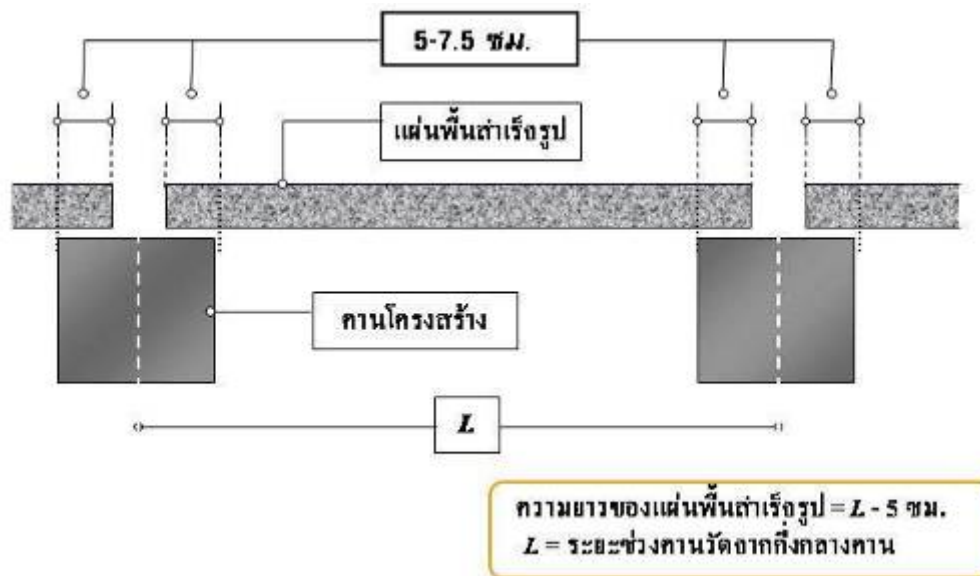 5-7.5 ซม.
แผ่นพื้นสำเร็จรูป
คานโครงสร้าง
L
ความยาวของแผ่นพื้นสำเร็จรูป = L - 5 ซม.
L = ระยะช่วงคานวัดจากกึ่งกลางคาน